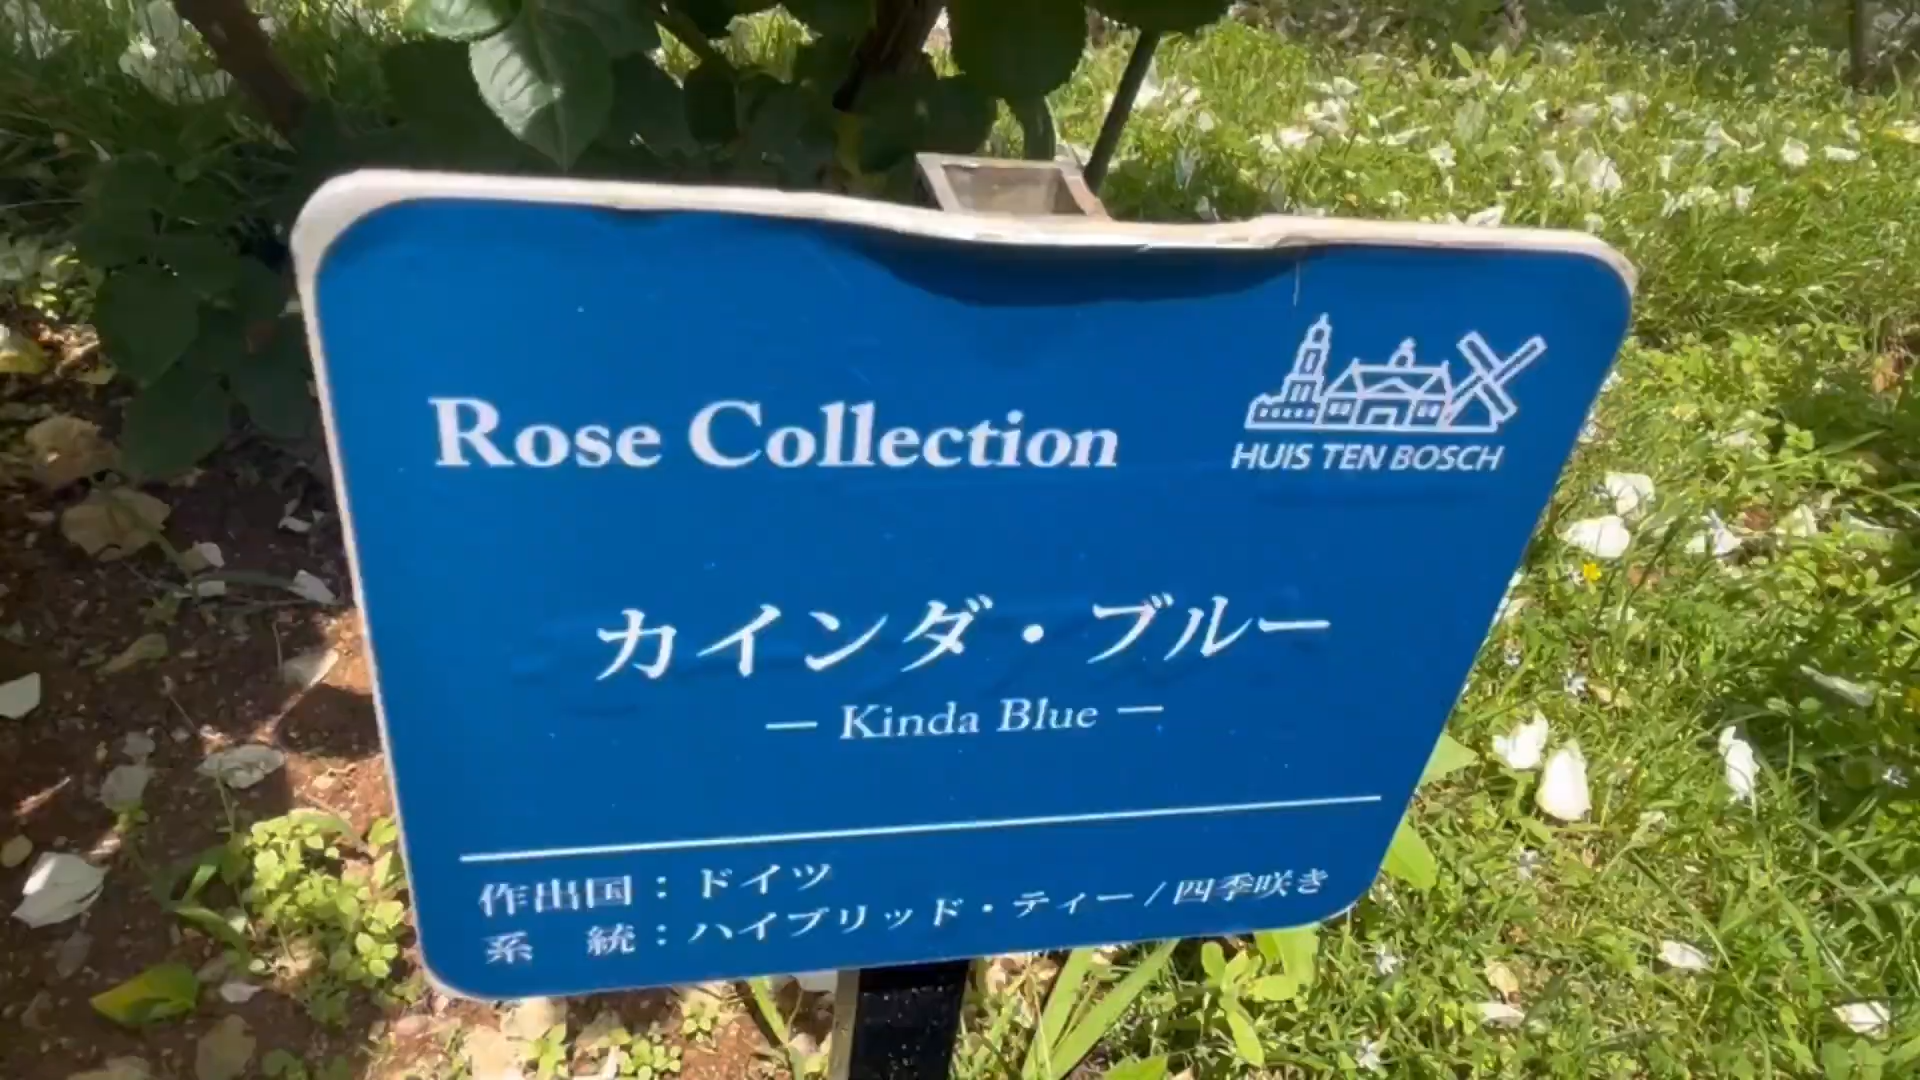 Rose Collection
HUIS TEN BOSCH
カインダ・ブルー
— Kinda Blue —
作出国：ドイツ
系　統：ハイブリッド・ティー/四季咲き